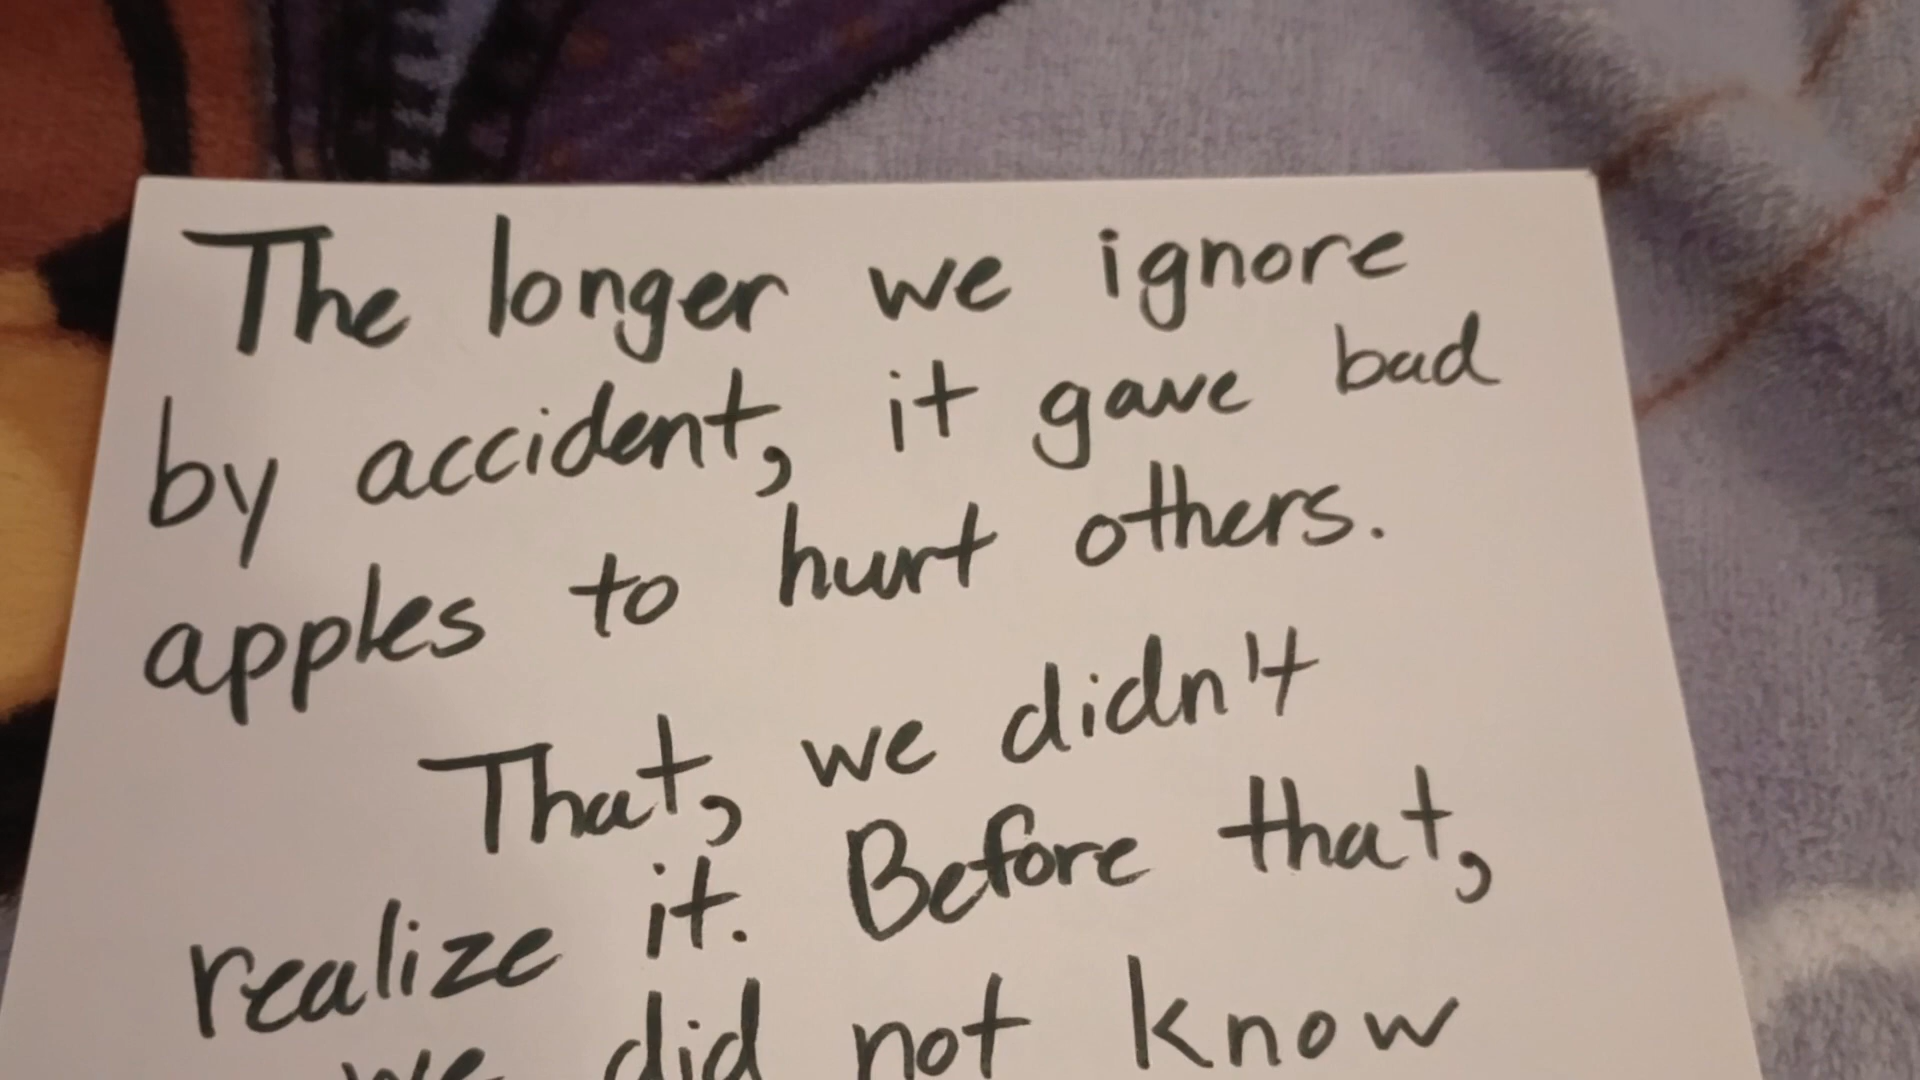 The longer we ignore
by accident, it gave bad
apples to hurt others.
That, we didn't
realize it. Before that,
we did not know